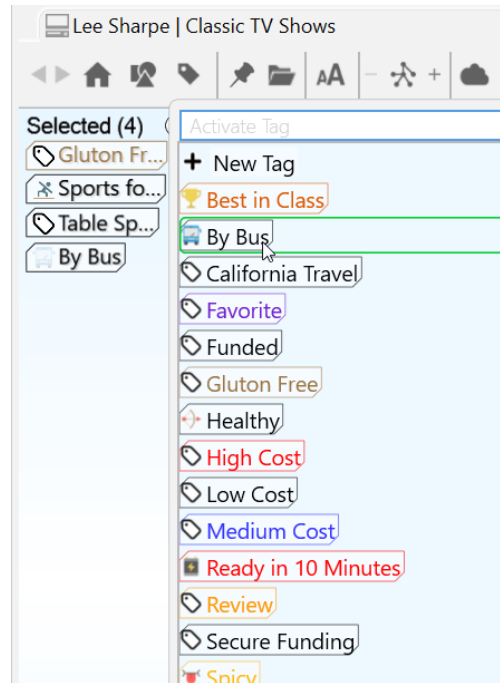 Lee Sharpe | Classic TV Shows
AA
Selected (4)
Gluton Fr...
Sports fo...
Table Sp...
By Bus
Activate Tag
+ New Tag
Best in Class
By Bus
California Travel
Favorite
Funded
Gluton Free
Healthy
High Cost
Low Cost
Medium Cost
Ready in 10 Minutes
Review
Secure Funding
Spicy